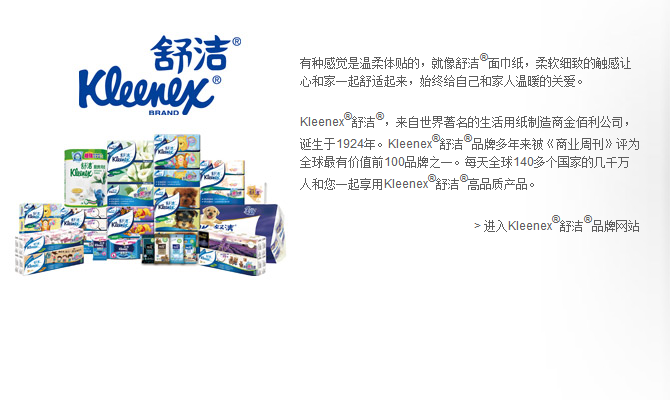 舒洁®
Kleenex®
BRAND
有种感觉是温柔体贴的，就像舒洁®面巾纸，柔软细致的触感让
心和家一起舒适起来，始终给自己和家人温暖的关爱。
Kleenex®舒洁®，来自世界著名的生活用纸制造商金佰利公司，
诞生于1924年。Kleenex®舒洁®品牌多年来被《商业周刊》评为
全球最有价值前100品牌之一。每天全球140多个国家的几千万
人和您一起享用Kleenex®舒洁®高品质产品。
> 进入Kleenex®舒洁®品牌网站